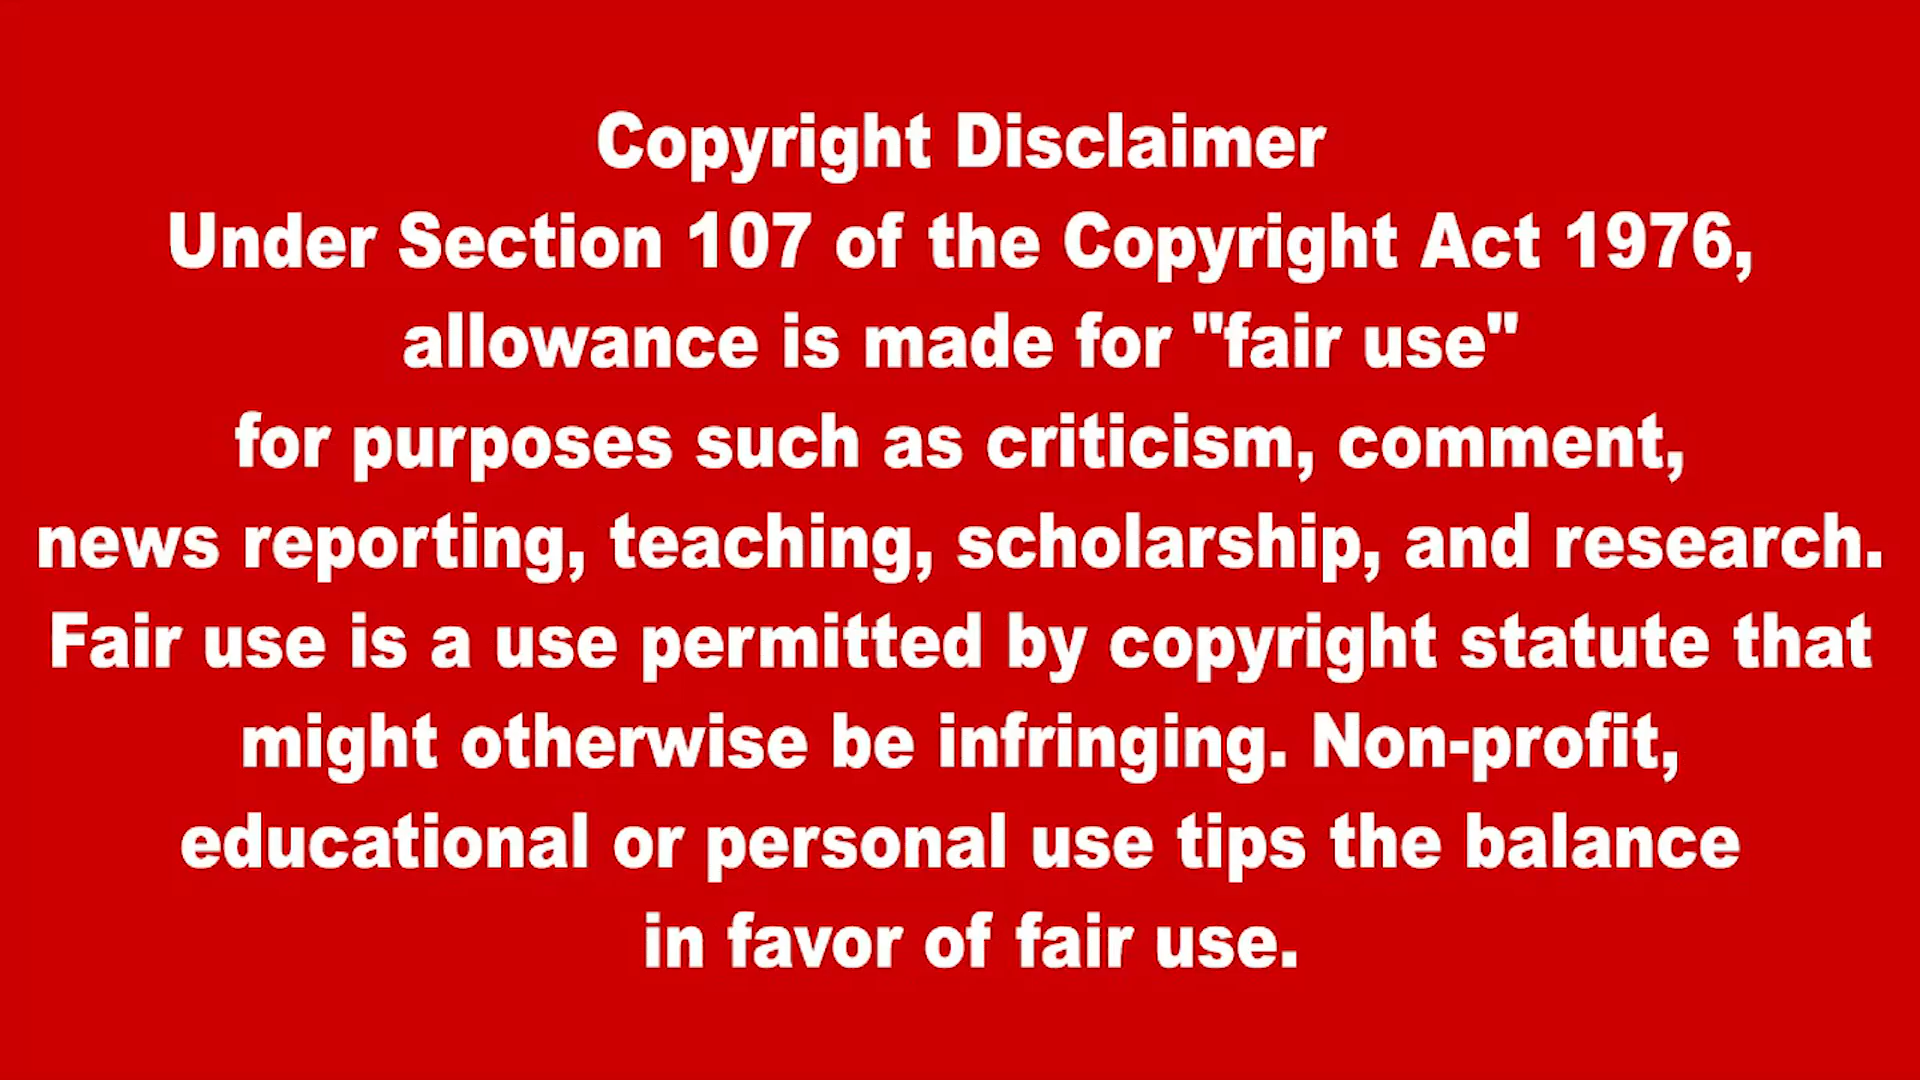 Copyright Disclaimer
Under Section 107 of the Copyright Act 1976,
allowance is made for "fair use"
for purposes such as criticism, comment,
news reporting, teaching, scholarship, and research.
Fair use is a use permitted by copyright statute that
might otherwise be infringing. Non-profit,
educational or personal use tips the balance
in favor of fair use.